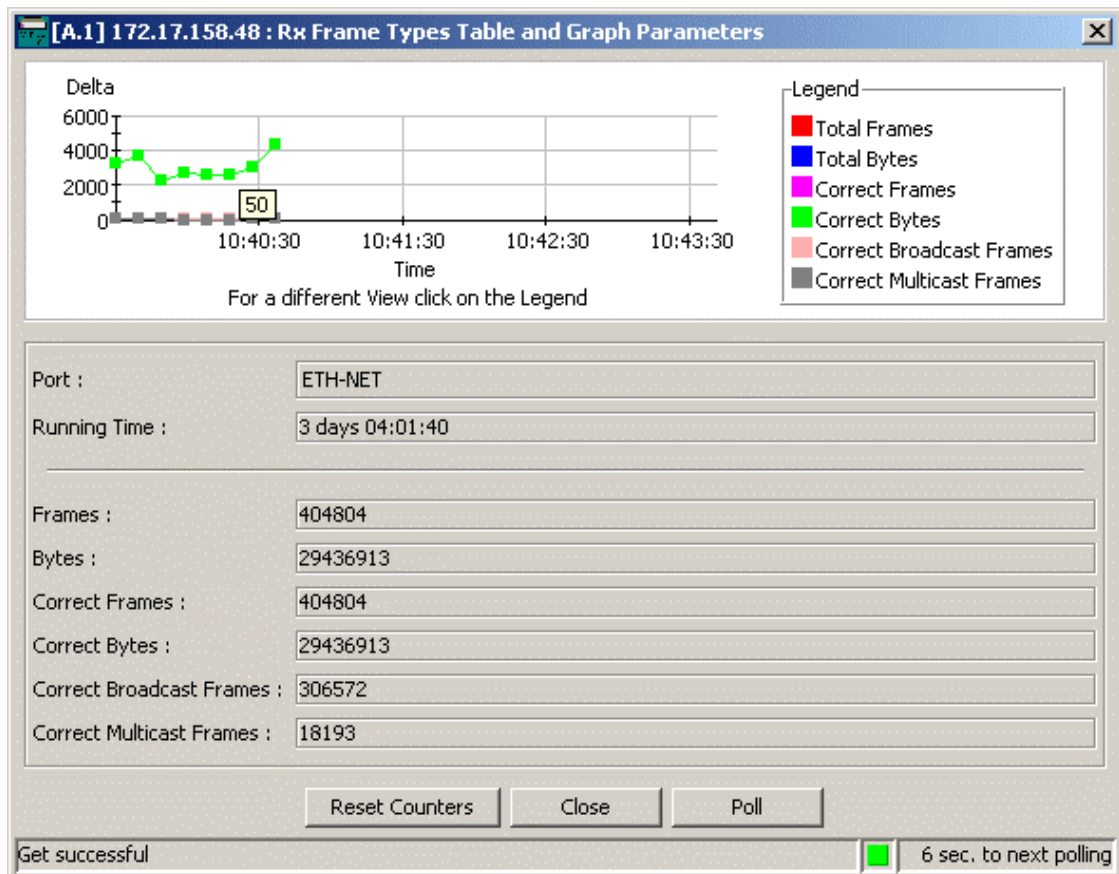 [A.1] 172.17.158.48 : Rx Frame Types Table and Graph Parameters
Delta
6000
4000
2000
0
50
10:40:30 10:41:30 10:42:30 10:43:30
Time
For a different View click on the Legend
Legend
Total Frames
Total Bytes
Correct Frames
Correct Bytes
Correct Broadcast Frames
Correct Multicast Frames
Port : ETH-NET
Running Time : 3 days 04:01:40
Frames : 404804
Bytes : 29436913
Correct Frames : 404804
Correct Bytes : 29436913
Correct Broadcast Frames : 306572
Correct Multicast Frames : 18193
Reset Counters Close Poll
Get successful 6 sec. to next polling